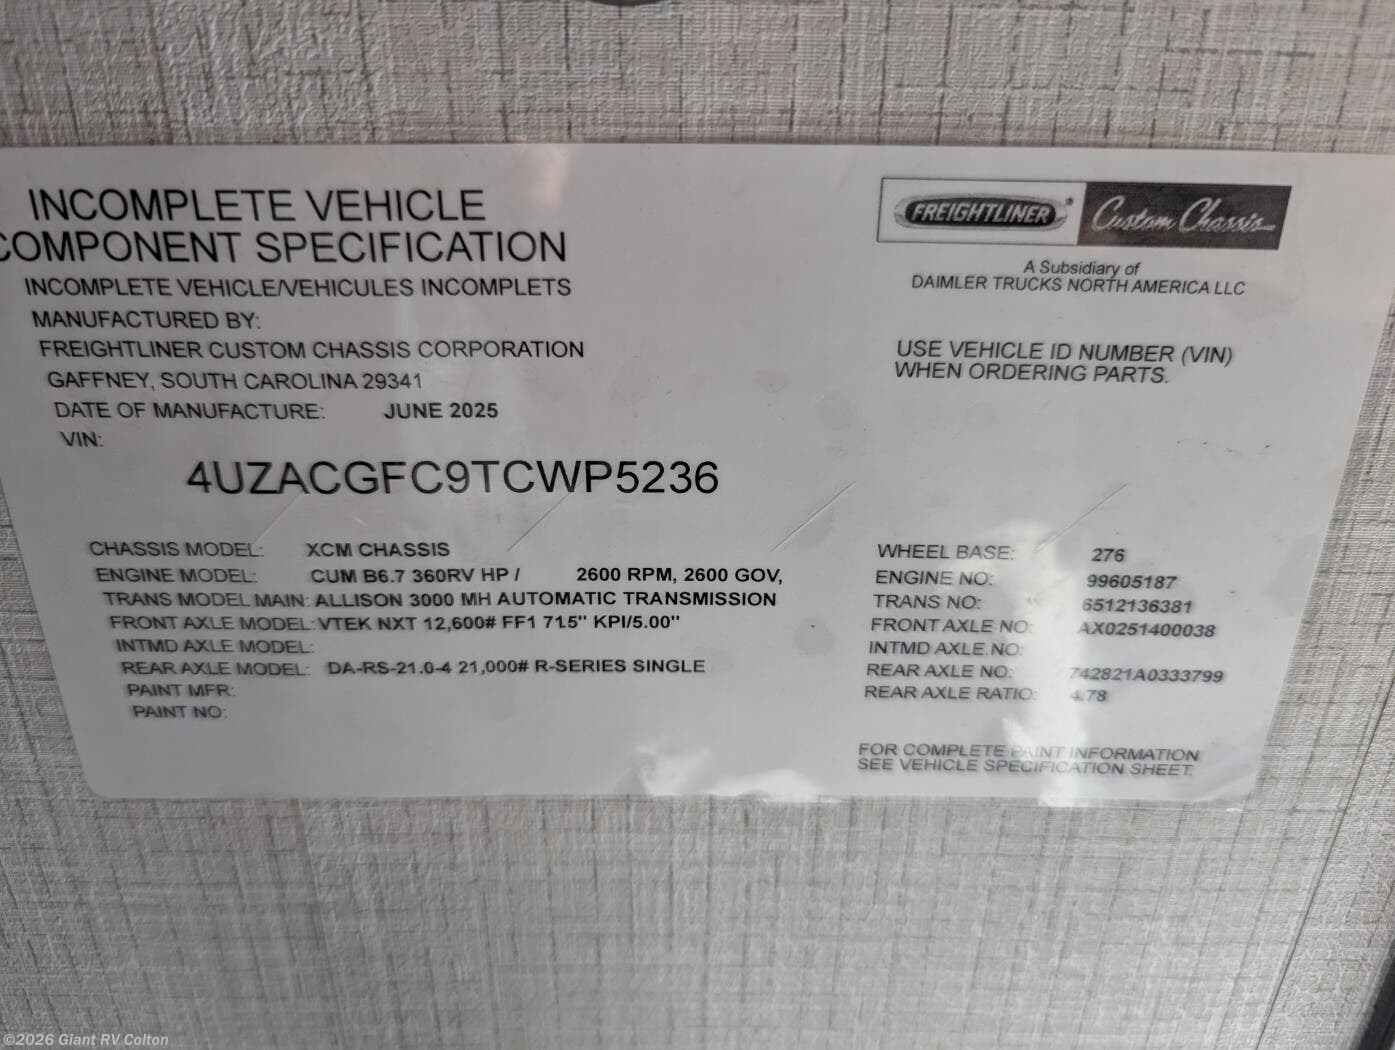 INCOMPLETE VEHICLE
COMPONENT SPECIFICATION
INCOMPLETE VEHICLE/VEHICULES INCOMPLETS
MANUFACTURED BY:
FREIGHTLINER CUSTOM CHASSIS CORPORATION
GAFFNEY, SOUTH CAROLINA 29341
DATE OF MANUFACTURE: JUNE 2025
VIN:
4UZACGFC9TCWP5236
CHASSIS MODEL: XCM CHASSIS
ENGINE MODEL: CUM B6.7 360RV HP / 2600 RPM, 2600 GOV,
TRANS MODEL MAIN: ALLISON 3000 MH AUTOMATIC TRANSMISSION
FRONT AXLE MODEL: VTEK NXT 12,600# FF1 71.5" KPI/5.00"
INTMD AXLE MODEL:
REAR AXLE MODEL: DA-RS-21.0-4 21,000# R-SERIES SINGLE
PAINT MFR:
PAINT NO:
FREIGHTLINER® Custom Chassis
A Subsidiary of
DAIMLER TRUCKS NORTH AMERICA LLC
USE VEHICLE ID NUMBER (VIN)
WHEN ORDERING PARTS.
WHEEL BASE: 276
ENGINE NO: 99605187
TRANS NO: 6512136381
FRONT AXLE NO: AX0251400038
INTMD AXLE.NO:
REAR AXLE NO: 742821A0333799
REAR AXLE RATIO: 4.78
FOR COMPLETE PAINT INFORMATION
SEE VEHICLE SPECIFICATION SHEET.
©2026 Giant RV Colton